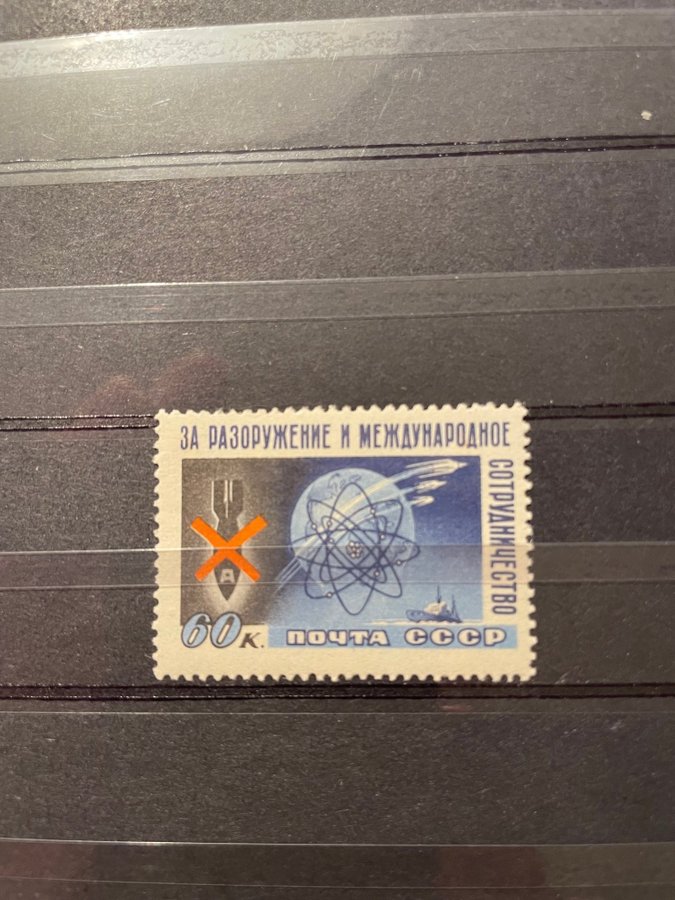 ЗА РАЗОРУЖЕНИЕ И МЕЖДУНАРОДНОЕ
СОТРУДНИЧЕСТВО
А
60 К. ПОЧТА СССР